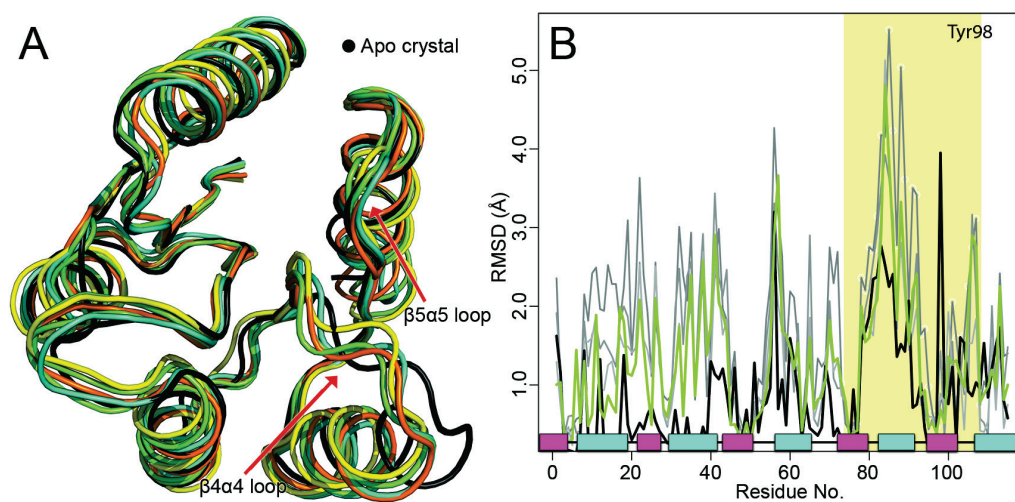 A
● Apo crystal
β5α5 loop
β4α4 loop
B
Tyr98
RMSD (Å)
5.0
4.0
3.0
2.0
1.0
0
20
40
60
80
100
Residue No.